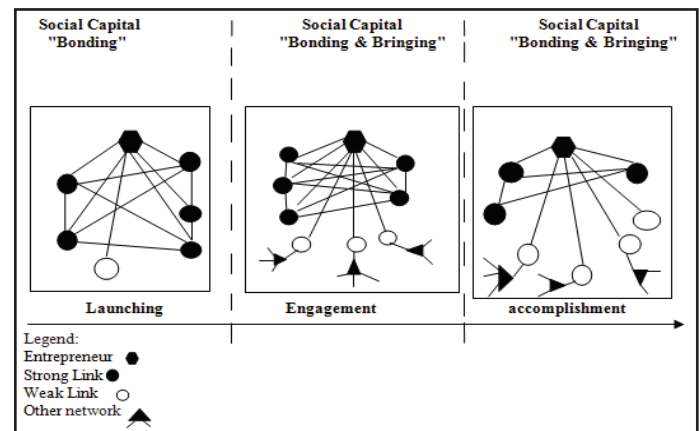 Social Capital
"Bonding"
Social Capital
"Bonding & Bringing"
Social Capital
"Bonding & Bringing"
Launching
Engagement
accomplishment
Legend:
Entrepreneur
Strong Link
Weak Link
Other network